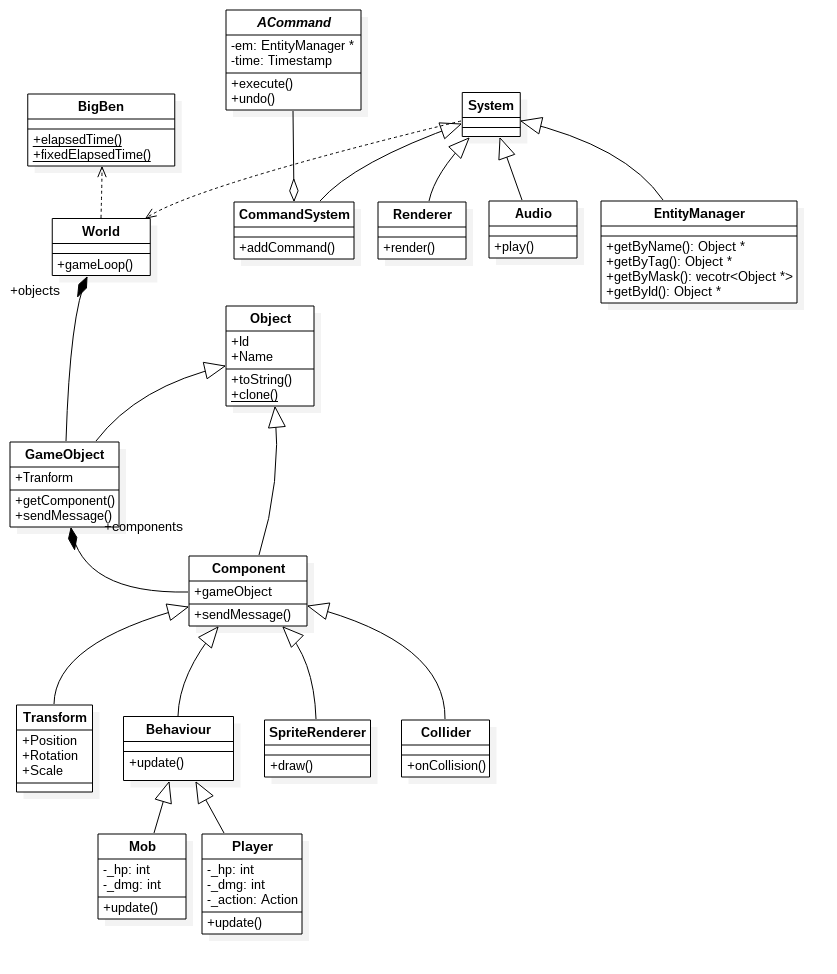 ACommand
-em: EntityManager *
-time: Timestamp
+execute()
+undo()
BigBen
+elapsedTime()
+fixedElapsedTime()
System
World
+gameLoop()
CommandSystem
+addCommand()
Renderer
+render()
Audio
+play()
EntityManager
+getByName(): Object *
+getByTag(): Object *
+getByMask(): vecotr<Object *>
+getById(): Object *
+objects
Object
+Id
+Name
+toString()
+clone()
GameObject
+Tranform
+getComponent()
+sendMessage()
+components
Component
+gameObject
+sendMessage()
Transform
+Position
+Rotation
+Scale
Behaviour
+update()
SpriteRenderer
+draw()
Collider
+onCollision()
Mob
-_hp: int
-_dmg: int
+update()
Player
-_hp: int
-_dmg: int
-_action: Action
+update()